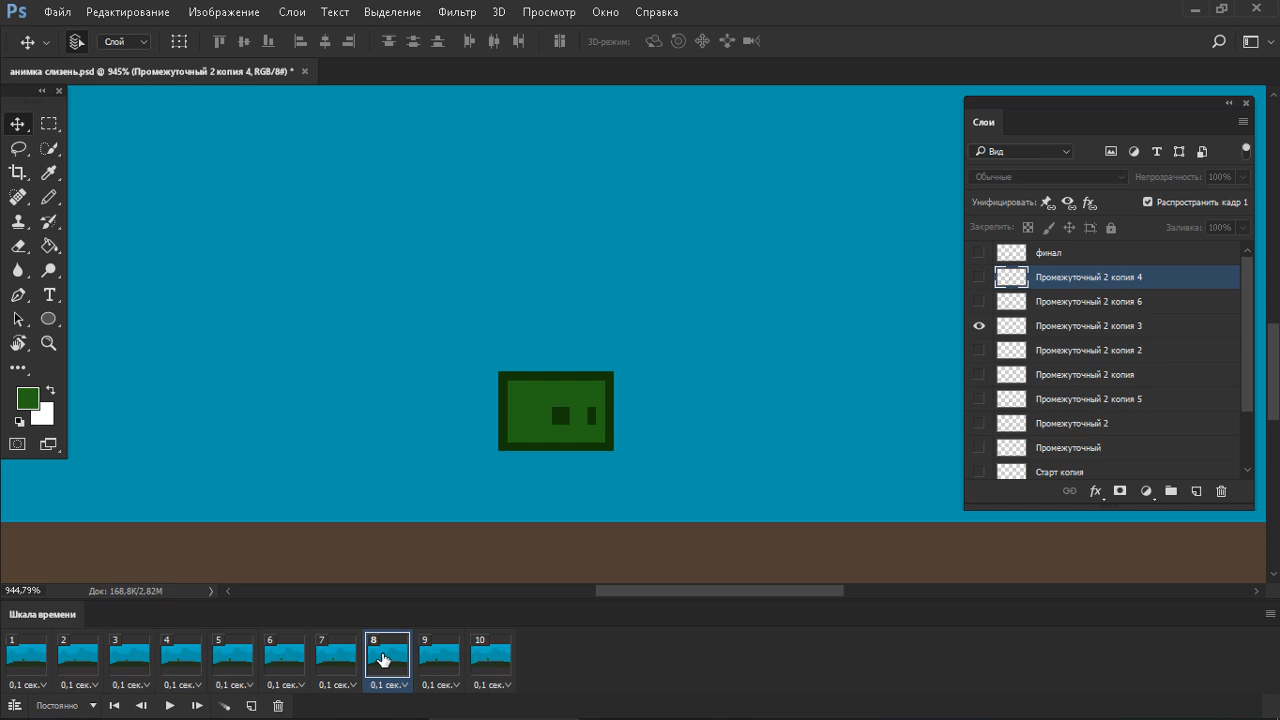 Ps Файл Редактирование Изображение Слои Текст Выделение Фильтр 3D Просмотр Окно Справка
Слой 3D-режим:
анимка слизень.psd @ 945% (Промежуточный 2 копия 4, RGB/8#) *
Слои
Вид
Обычные Непрозрачность: 100%
Унифицировать: Распространить кадр 1
Закрепить: Заливка: 100%
финал
Промежуточный 2 копия 4
Промежуточный 2 копия 6
Промежуточный 2 копия 3
Промежуточный 2 копия 2
Промежуточный 2 копия
Промежуточный 2 копия 5
Промежуточный 2
Промежуточный
Старт копия
fx
944,79% Док: 168,8K/2,82M
Шкала времени
1 2 3 4 5 6 7 8 9 10
0,1 сек. 0,1 сек. 0,1 сек. 0,1 сек. 0,1 сек. 0,1 сек. 0,1 сек. 0,1 сек. 0,1 сек. 0,1 сек.
Постоянно